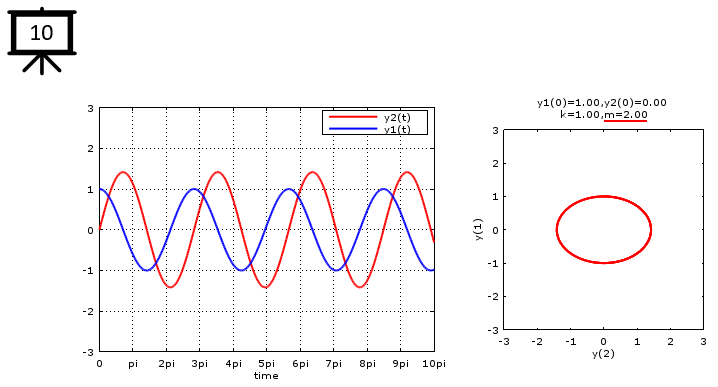 10
3
2
1
0
-1
-2
-3
0 pi 2pi 3pi 4pi 5pi 6pi 7pi 8pi 9pi 10pi
time
y2(t)
y1(t)
y1(0)=1.00,y2(0)=0.00
k=1.00,m=2.00
3
2
1
0
-1
-2
-3
-3 -2 -1 0 1 2 3
y(2)
y(1)